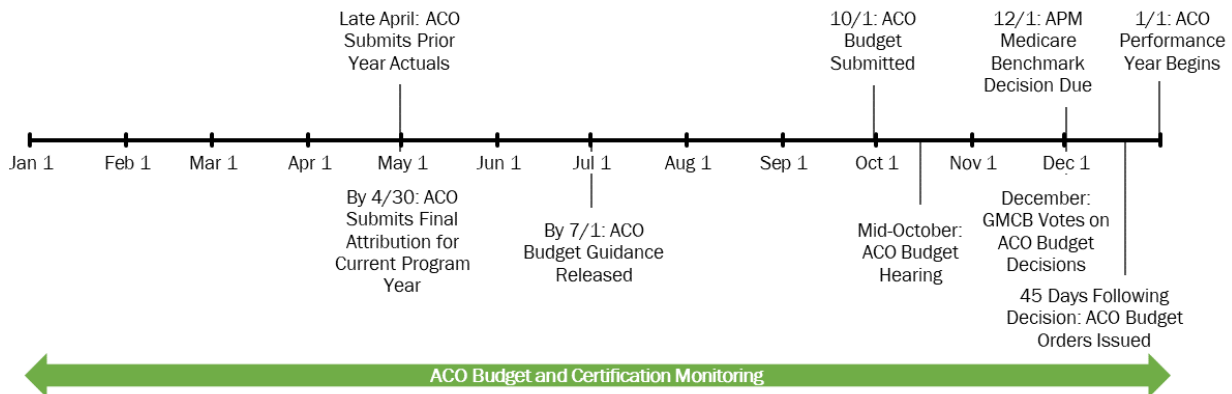 Late April: ACO
Submits Prior
Year Actuals
10/1: ACO
Budget
Submitted
12/1: APM
Medicare
Benchmark
Decision Due
1/1: ACO
Performance
Year Begins
Jan 1
Feb 1
Mar 1
Apr 1
May 1
Jun 1
Jul 1
Aug 1
Sep 1
Oct 1
Nov 1
Dec 1
By 4/30: ACO
Submits Final
Attribution for
Current Program
Year
By 7/1: ACO
Budget Guidance
Released
Mid-October:
ACO Budget
Hearing
December:
GMCB Votes on
ACO Budget
Decisions
45 Days Following
Decision: ACO Budget
Orders Issued
ACO Budget and Certification Monitoring